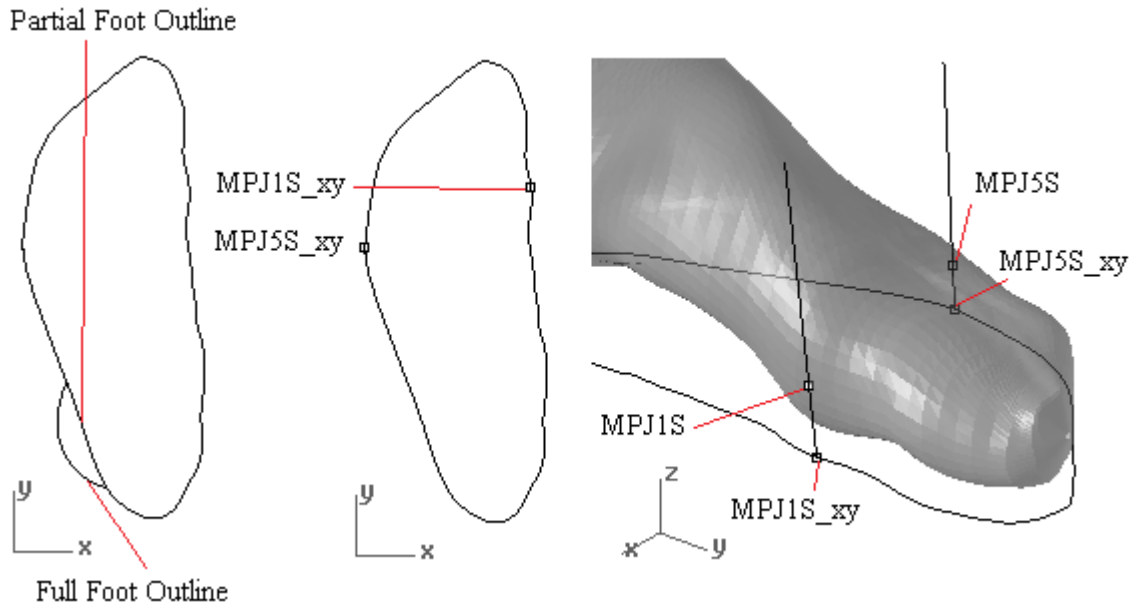 Partial Foot Outline
MPJ1S_xy
MPJ5S_xy
y
x
Full Foot Outline
y
x
MPJ5S
MPJ5S_xy
MPJ1S
MPJ1S_xy
z
x
y